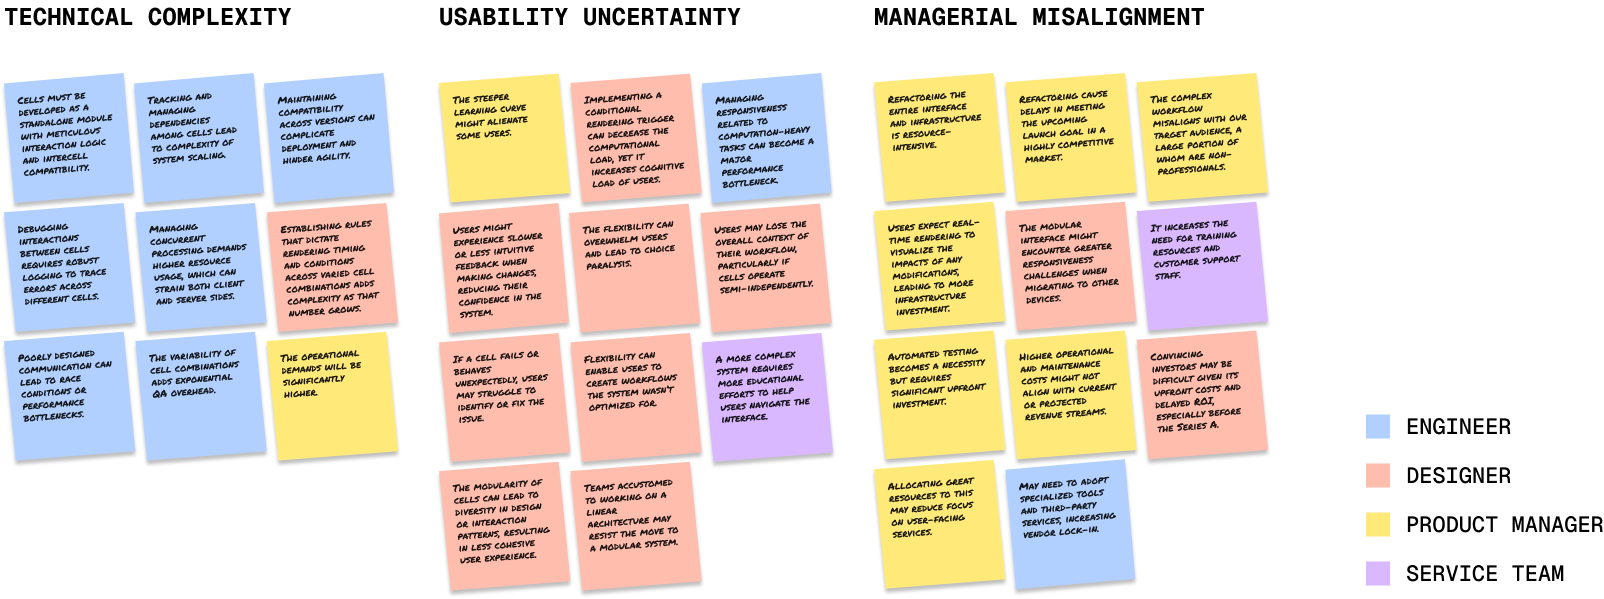 TECHNICAL COMPLEXITY
CELLS MUST BE
DEVELOPED AS A
STANDALONE MODULE
WITH METICULOUS
INTERACTION LOGIC
AND INTERCELL
COMPATIBILITY.
TRACKING AND
MANAGING
DEPENDENCIES
AMONG CELLS LEAD
TO COMPLEXITY OF
SYSTEM SCALING.
MAINTAINING
COMPATIBILITY
ACROSS VERSIONS CAN
COMPLICATE
DEPLOYMENT AND
HINDER AGILITY.
DEBUGGING
INTERACTIONS
BETWEEN CELLS
REQUIRES ROBUST
LOGGING TO TRACE
ERRORS ACROSS
DIFFERENT CELLS.
MANAGING
CONCURRENT
PROCESSING DEMANDS
HIGHER RESOURCE
USAGE, WHICH CAN
STRAIN BOTH CLIENT
AND SERVER SIDES.
ESTABLISHING RULES
THAT DICTATE
RENDERING TIMING
AND CONDITIONS
ACROSS VARIED CELL
COMBINATIONS ADDS
COMPLEXITY AS THAT
NUMBER GROWS.
POORLY DESIGNED
COMMUNICATION CAN
LEAD TO RACE
CONDITIONS OR
PERFORMANCE
BOTTLENECKS.
THE VARIABILITY OF
CELL COMBINATIONS
ADDS EXPONENTIAL
QA OVERHEAD.
THE OPERATIONAL
DEMANDS WILL BE
SIGNIFICANTLY
HIGHER.
USABILITY UNCERTAINTY
THE STEEPER
LEARNING CURVE
MIGHT ALIENATE
SOME USERS.
IMPLEMENTING A
CONDITIONAL
RENDERING TRIGGER
CAN DECREASE THE
COMPUTATIONAL
LOAD, YET IT
INCREASES COGNITIVE
LOAD OF USERS.
MANAGING
RESPONSIVENESS
RELATED TO
COMPUTATION-HEAVY
TASKS CAN BECOME A
MAJOR
PERFORMANCE
BOTTLENECK.
USERS MIGHT
EXPERIENCE SLOWER
OR LESS INTUITIVE
FEEDBACK WHEN
MAKING CHANGES,
REDUCING THEIR
CONFIDENCE IN THE
SYSTEM.
THE FLEXIBILITY CAN
OVERWHELM USERS
AND LEAD TO CHOICE
PARALYSIS.
USERS MAY LOSE THE
OVERALL CONTEXT OF
THEIR WORKFLOW,
PARTICULARLY IF
CELLS OPERATE
SEMI-INDEPENDENTLY.
IF A CELL FAILS OR
BEHAVES
UNEXPECTEDLY, USERS
MAY STRUGGLE TO
IDENTIFY OR FIX THE
ISSUE.
FLEXIBILITY CAN
ENABLE USERS TO
CREATE WORKFLOWS
THE SYSTEM WASN'T
OPTIMIZED FOR.
A MORE COMPLEX
SYSTEM REQUIRES
MORE EDUCATIONAL
EFFORTS TO HELP
USERS NAVIGATE THE
INTERFACE.
THE MODULARITY OF
CELLS CAN LEAD TO
DIVERSITY IN DESIGN
OR INTERACTION
PATTERNS, RESULTING
IN LESS COHESIVE
USER EXPERIENCE.
TEAMS ACCUSTOMED
TO WORKING ON A
LINEAR
ARCHITECTURE MAY
RESIST THE MOVE TO
A MODULAR SYSTEM.
MANAGERIAL MISALIGNMENT
REFACTORING THE
ENTIRE INTERFACE
AND INFRASTRUCTURE
IS RESOURCE-
INTENSIVE.
REFACTORING CAUSE
DELAYS IN MEETING
THE UPCOMING
LAUNCH GOAL IN A
HIGHLY COMPETITIVE
MARKET.
THE COMPLEX
WORKFLOW
MISALIGNS WITH OUR
TARGET AUDIENCE, A
LARGE PORTION OF
WHOM ARE NON-
PROFESSIONALS.
USERS EXPECT REAL-
TIME RENDERING TO
VISUALIZE THE
IMPACTS OF ANY
MODIFICATIONS,
LEADING TO MORE
INFRASTRUCTURE
INVESTMENT.
THE MODULAR
INTERFACE MIGHT
ENCOUNTER GREATER
RESPONSIVENESS
CHALLENGES WHEN
MIGRATING TO OTHER
DEVICES.
IT INCREASES THE
NEED FOR TRAINING
RESOURCES AND
CUSTOMER SUPPORT
STAFF.
AUTOMATED TESTING
BECOMES A NECESSITY
BUT REQUIRES
SIGNIFICANT UPFRONT
INVESTMENT.
HIGHER OPERATIONAL
AND MAINTENANCE
COSTS MIGHT NOT
ALIGN WITH CURRENT
OR PROJECTED
REVENUE STREAMS.
CONVINCING
INVESTORS MAY BE
DIFFICULT GIVEN ITS
UPFRONT COSTS AND
DELAYED ROI,
ESPECIALLY BEFORE
THE SERIES A.
ALLOCATING GREAT
RESOURCES TO THIS
MAY REDUCE FOCUS
ON USER-FACING
SERVICES.
MAY NEED TO ADOPT
SPECIALIZED TOOLS
AND THIRD-PARTY
SERVICES, INCREASING
VENDOR LOCK-IN.
ENGINEER
DESIGNER
PRODUCT MANAGER
SERVICE TEAM